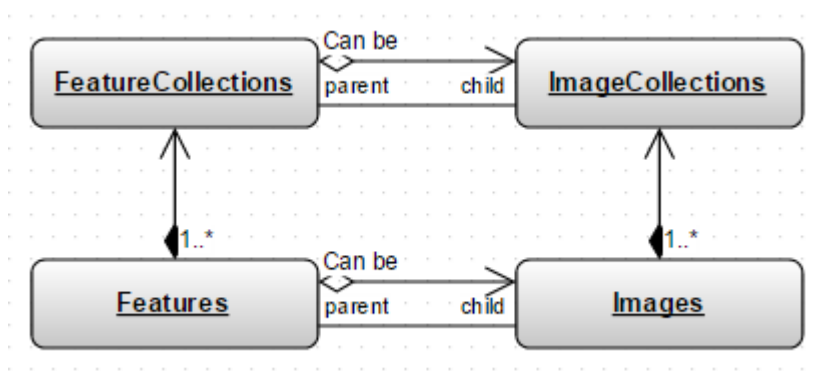 Can be
FeatureCollections
ImageCollections
parent
child
1..*
1..*
Can be
Features
Images
parent
child